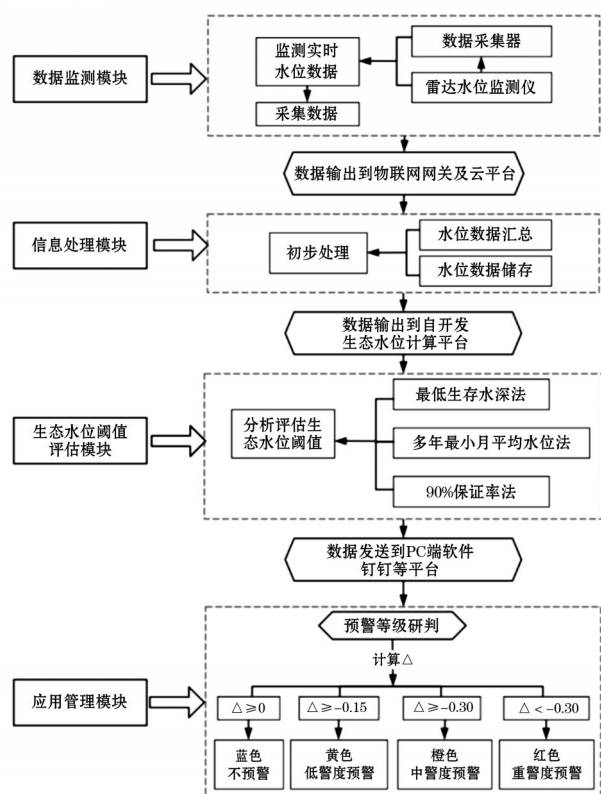 数据监测模块
监测实时
水位数据
采集数据
数据采集器
雷达水位监测仪
数据输出到物联网网关及云平台
信息处理模块
初步处理
水位数据汇总
水位数据储存
数据输出到自开发
生态水位计算平台
生态水位阈值
评估模块
分析评估生
态水位阈值
最低生存水深法
多年最小月平均水位法
90%保证率法
数据发送到PC端软件
钉钉等平台
应用管理模块
预警等级研判
计算△
△≥0
△≥-0.15
△≥-0.30
△<-0.30
蓝色
不预警
黄色
低警度预警
橙色
中警度预警
红色
重警度预警